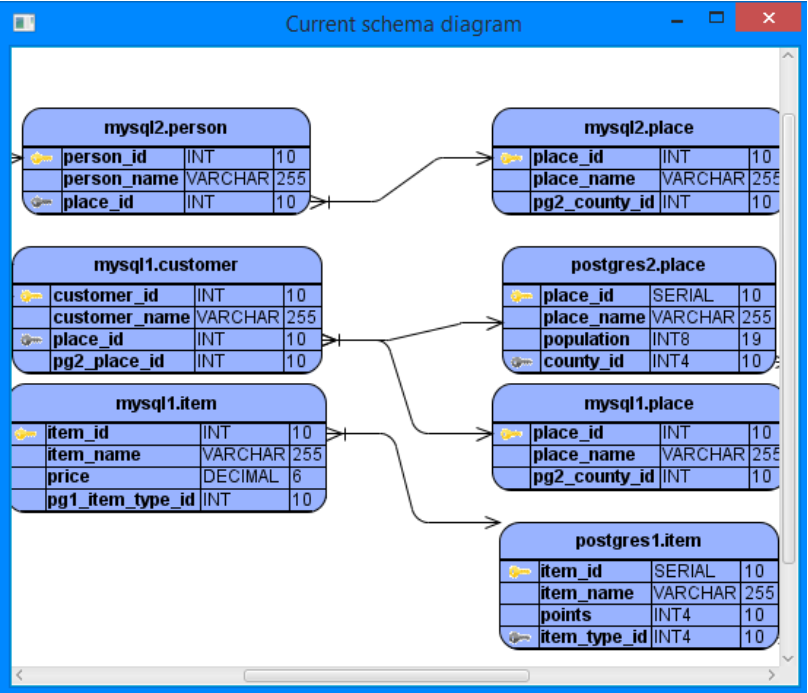 Current schema diagram
mysql2.person
person_id INT 10
person_name VARCHAR 255
place_id INT 10
mysql2.place
place_id INT 10
place_name VARCHAR 255
pg2_county_id INT 10
mysql1.customer
customer_id INT 10
customer_name VARCHAR 255
place_id INT 10
pg2_place_id INT 10
postgres2.place
place_id SERIAL 10
place_name VARCHAR 255
population INT8 19
county_id INT4 10
mysql1.item
item_id INT 10
item_name VARCHAR 255
price DECIMAL 6
pg1_item_type_id INT 10
mysql1.place
place_id INT 10
place_name VARCHAR 255
pg2_county_id INT 10
postgres1.item
item_id SERIAL 10
item_name VARCHAR 255
points INT4 10
item_type_id INT4 10